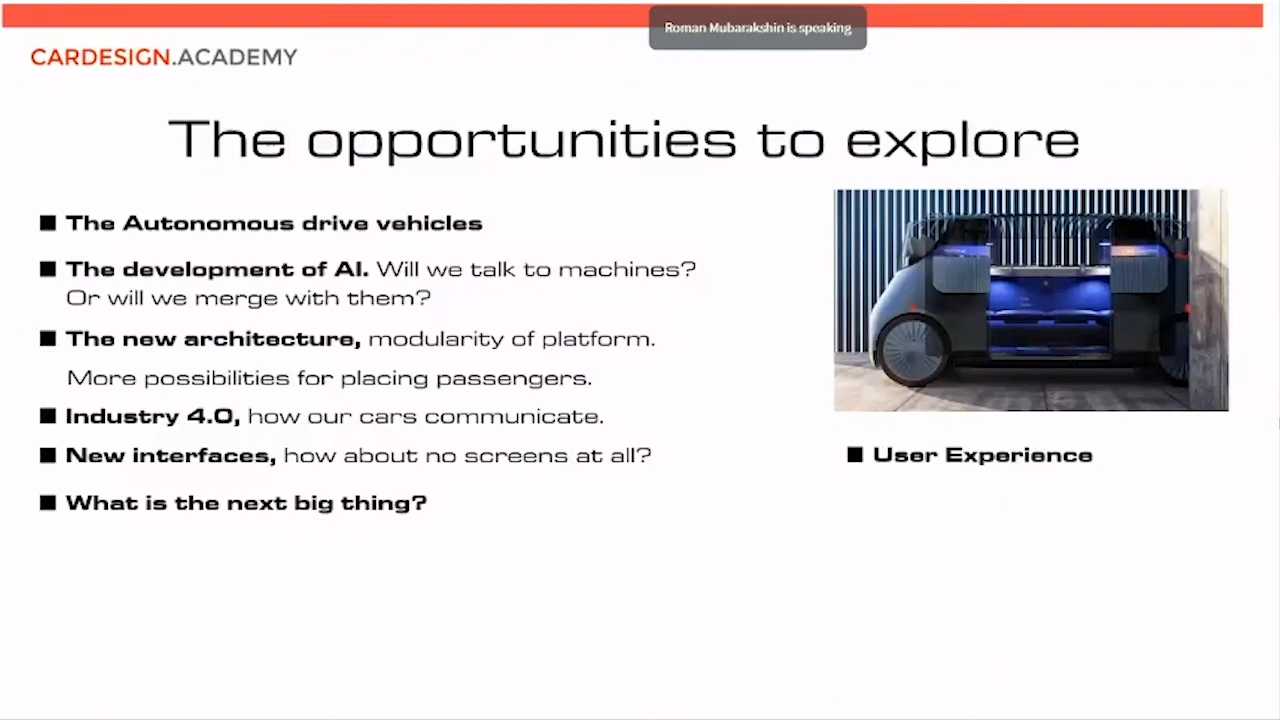 Roman Mubarakshin is speaking
CARDESIGN.ACADEMY
The opportunities to explore
■ The Autonomous drive vehicles
■ The development of AI. Will we talk to machines?
Or will we merge with them?
■ The new architecture, modularity of platform.
More possibilities for placing passengers.
■ Industry 4.0, how our cars communicate.
■ New interfaces, how about no screens at all?
■ What is the next big thing?
■ User Experience